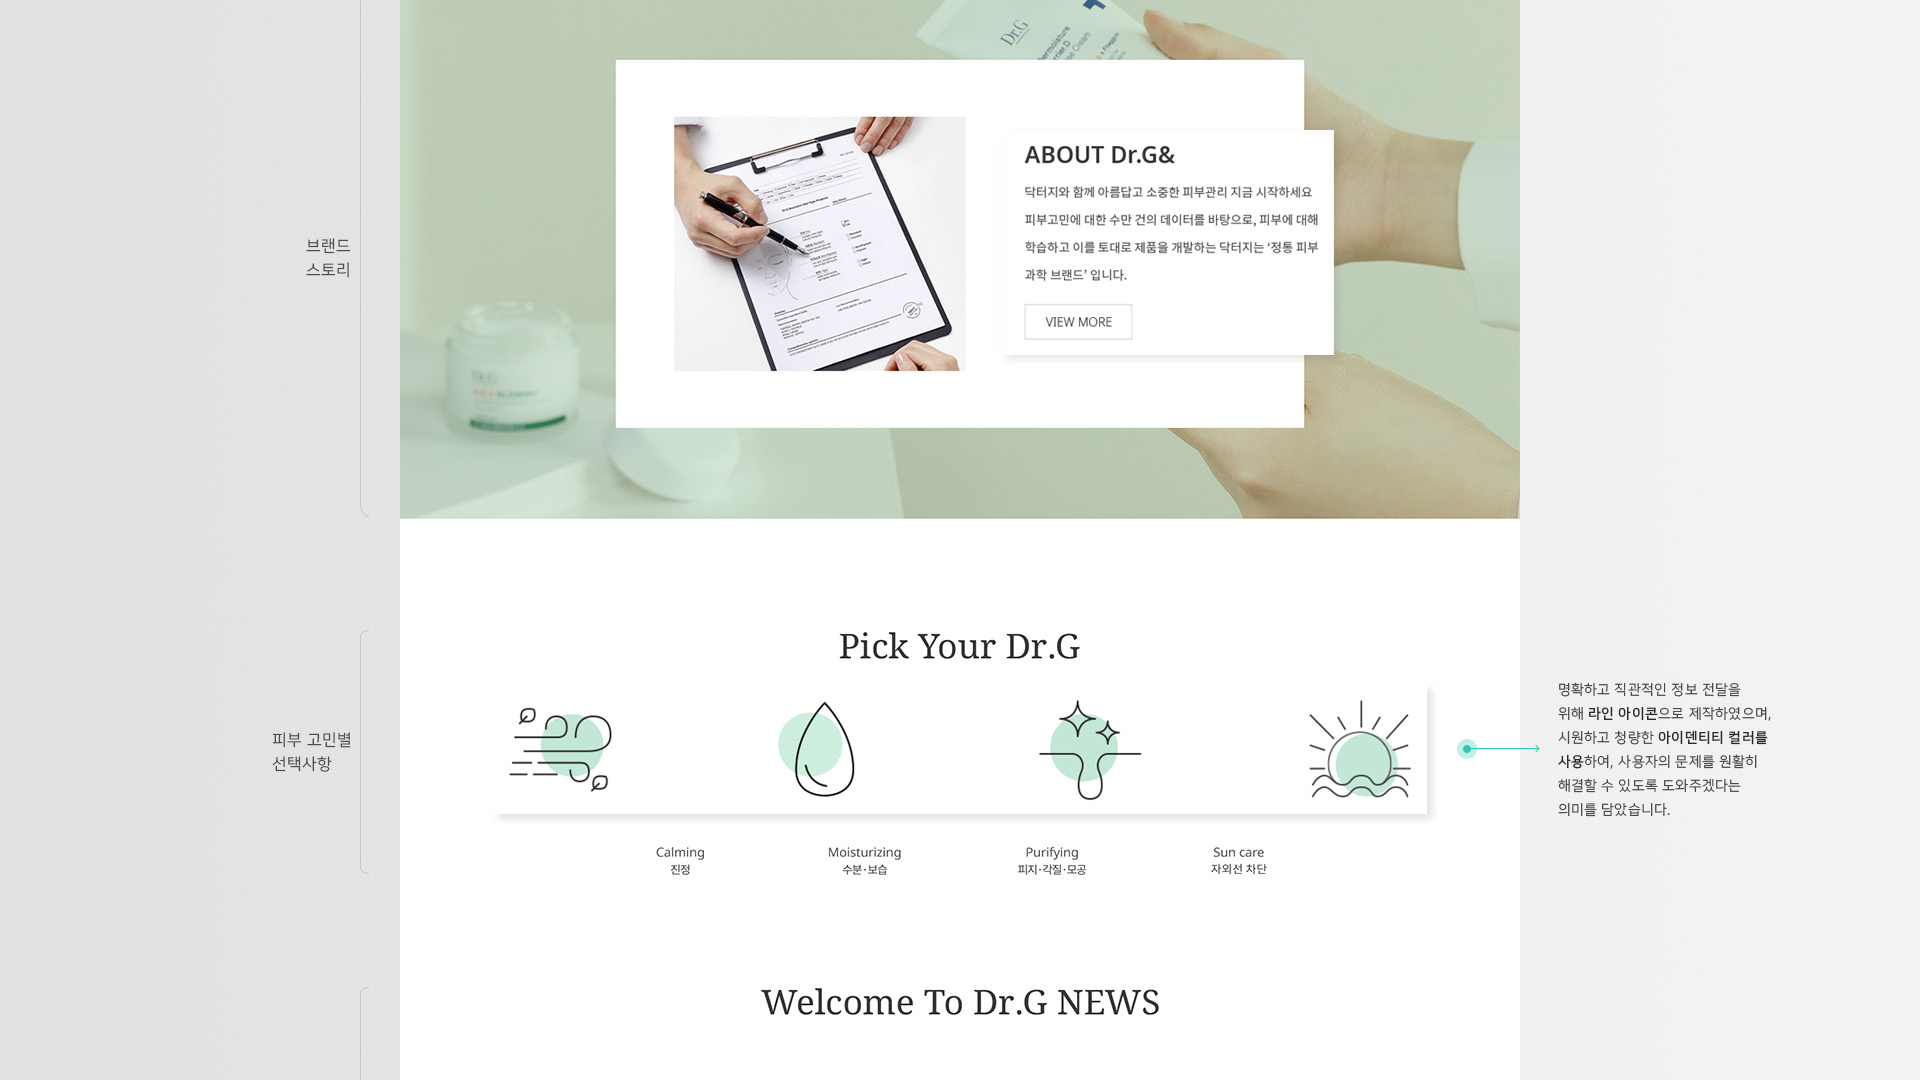 Dr.G
브랜드
스토리
ABOUT Dr.G&
닥터지와 함께 아름답고 소중한 피부관리 지금 시작하세요
피부고민에 대한 수만 건의 데이터를 바탕으로, 피부에 대해
학습하고 이를 토대로 제품을 개발하는 닥터지는 ‘정통 피부
과학 브랜드’ 입니다.
VIEW MORE
Dr.G
Pick Your Dr.G
피부 고민별
선택사항
Calming
진정
Moisturizing
수분·보습
Purifying
피지·각질·모공
Sun care
자외선 차단
명확하고 직관적인 정보 전달을
위해 라인 아이콘으로 제작하였으며,
시원하고 청량한 아이덴티티 컬러를
사용하여, 사용자의 문제를 원활히
해결할 수 있도록 도와주겠다는
의미를 담았습니다.
Welcome To Dr.G NEWS